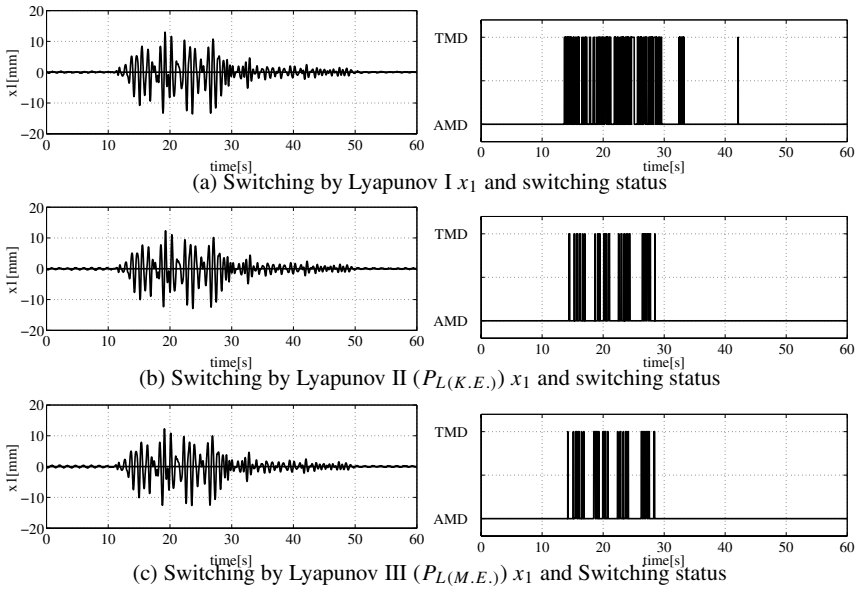 20
10
0
−10
−20
x1[mm]
0 10 20 30 40 50 60
time[s]
TMD
AMD
0 10 20 30 40 50 60
time[s]
(a) Switching by Lyapunov I x1 and switching status
20
10
0
−10
−20
x1[mm]
0 10 20 30 40 50 60
time[s]
TMD
AMD
0 10 20 30 40 50 60
time[s]
(b) Switching by Lyapunov II (PL(K.E.)) x1 and switching status
20
10
0
−10
−20
x1[mm]
0 10 20 30 40 50 60
time[s]
TMD
AMD
0 10 20 30 40 50 60
time[s]
(c) Switching by Lyapunov III (PL(M.E.)) x1 and Switching status